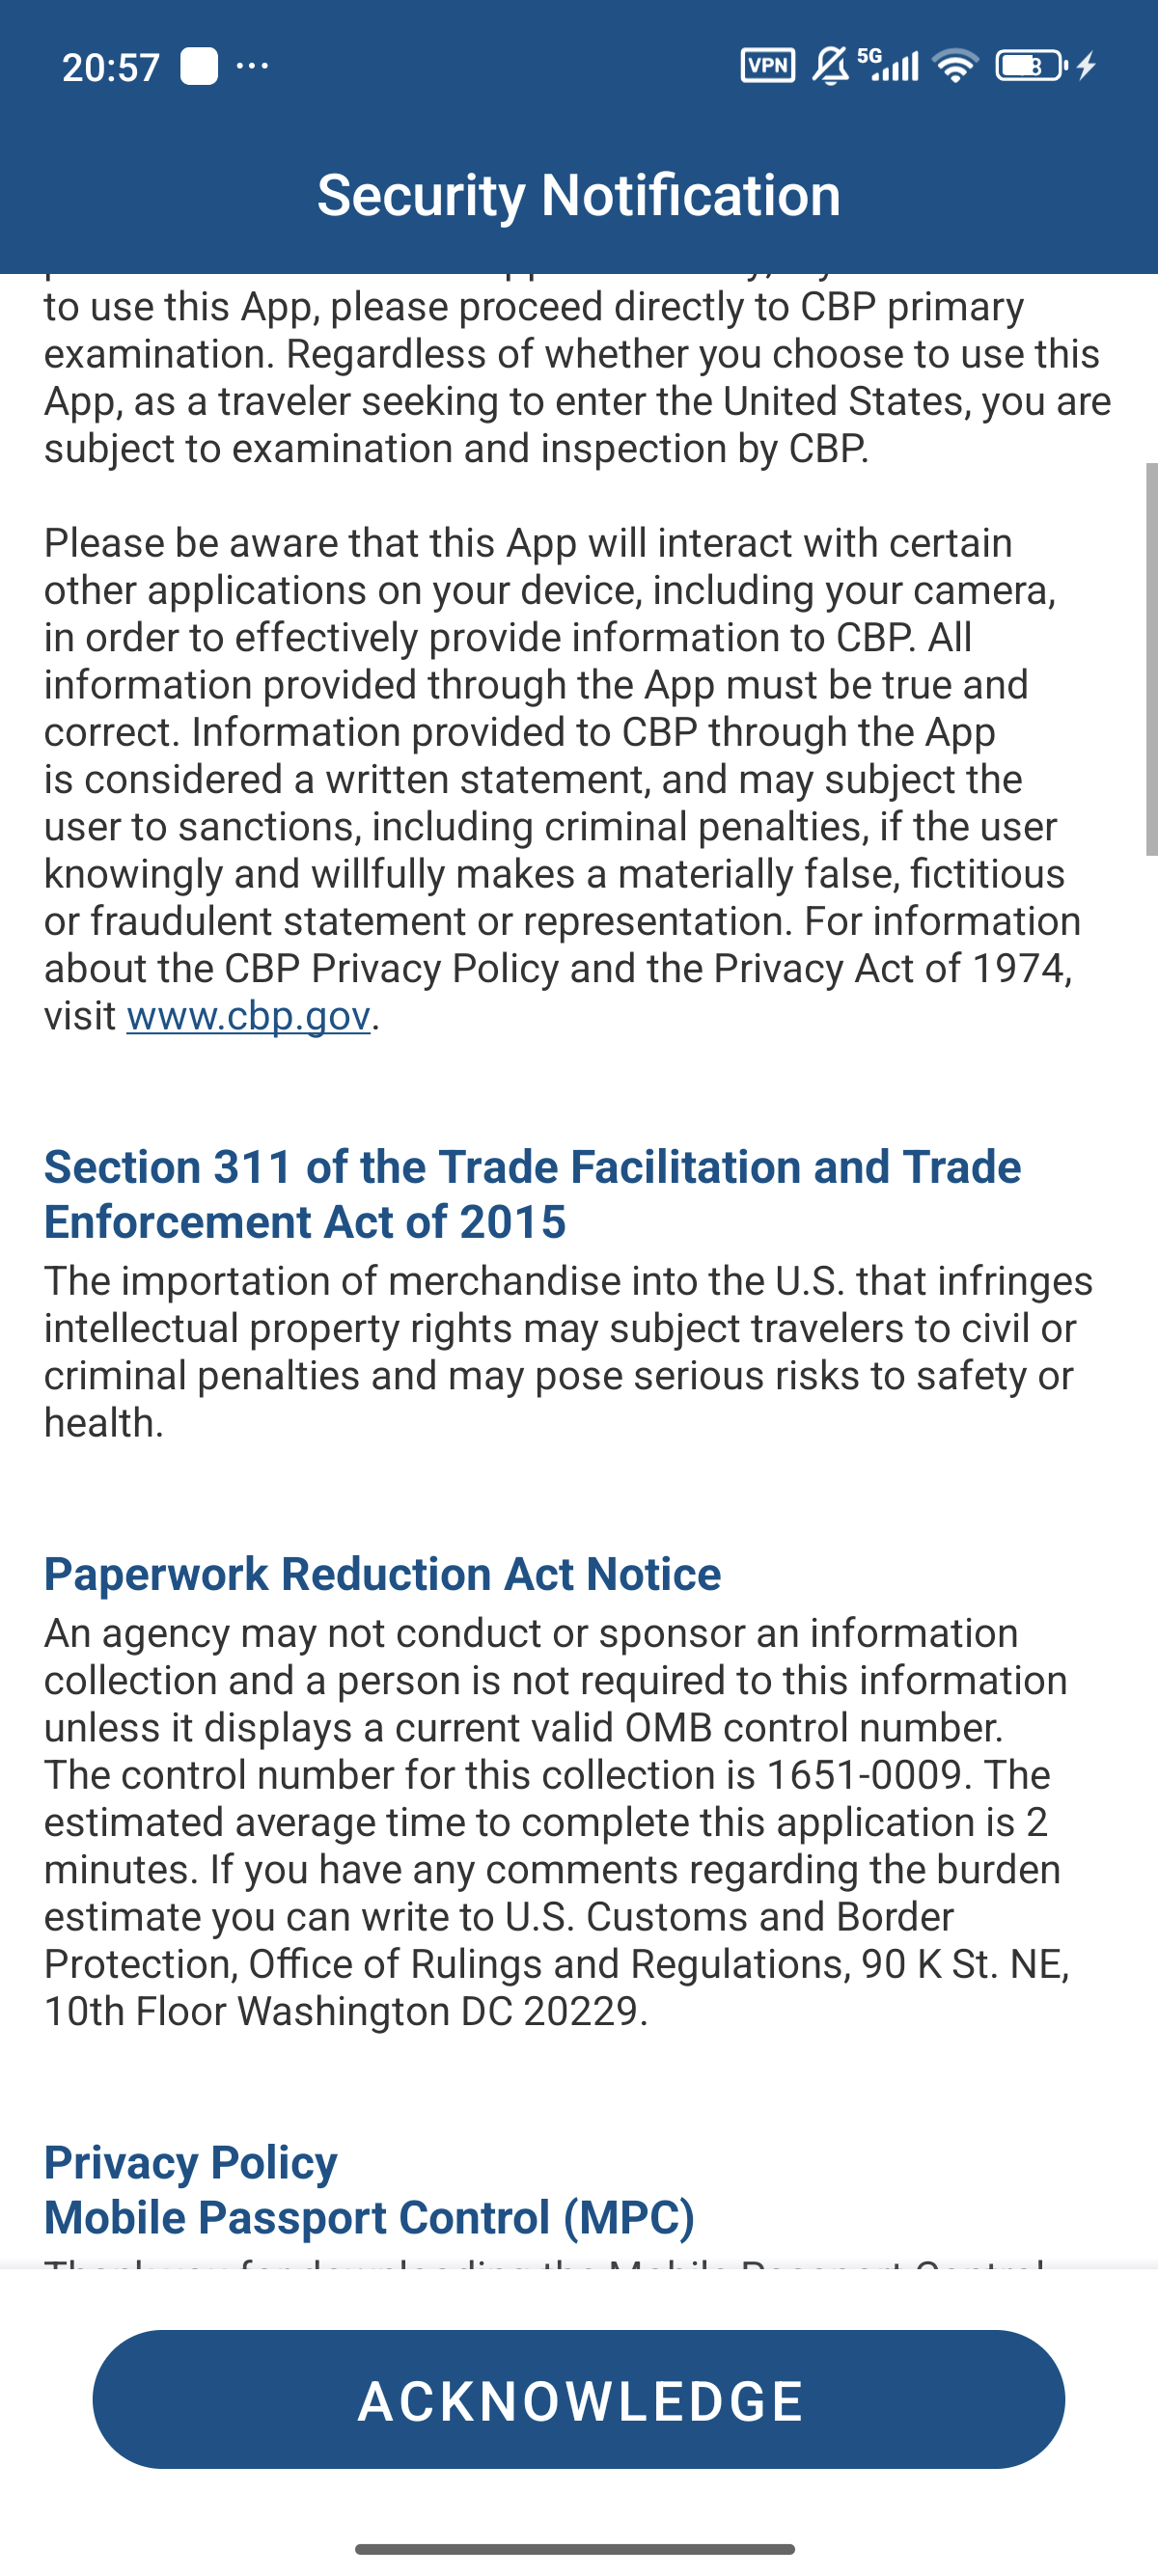 20:57 ...
VPN 5G
Security Notification
to use this App, please proceed directly to CBP primary
examination. Regardless of whether you choose to use this
App, as a traveler seeking to enter the United States, you are
subject to examination and inspection by CBP.
Please be aware that this App will interact with certain
other applications on your device, including your camera,
in order to effectively provide information to CBP. All
information provided through the App must be true and
correct. Information provided to CBP through the App
is considered a written statement, and may subject the
user to sanctions, including criminal penalties, if the user
knowingly and willfully makes a materially false, fictitious
or fraudulent statement or representation. For information
about the CBP Privacy Policy and the Privacy Act of 1974,
visit www.cbp.gov.
Section 311 of the Trade Facilitation and Trade
Enforcement Act of 2015
The importation of merchandise into the U.S. that infringes
intellectual property rights may subject travelers to civil or
criminal penalties and may pose serious risks to safety or
health.
Paperwork Reduction Act Notice
An agency may not conduct or sponsor an information
collection and a person is not required to this information
unless it displays a current valid OMB control number.
The control number for this collection is 1651-0009. The
estimated average time to complete this application is 2
minutes. If you have any comments regarding the burden
estimate you can write to U.S. Customs and Border
Protection, Office of Rulings and Regulations, 90 K St. NE,
10th Floor Washington DC 20229.
Privacy Policy
Mobile Passport Control (MPC)
ACKNOWLEDGE